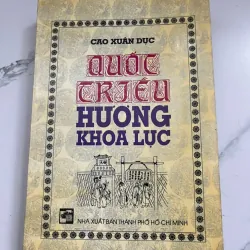 CAO XUÂN DỤC
QUỐC
TRIỀU
HƯƠNG
KHOA LỤC
NHÀ XUẤT BẢN THÀNH PHỐ HỒ CHÍ MINH